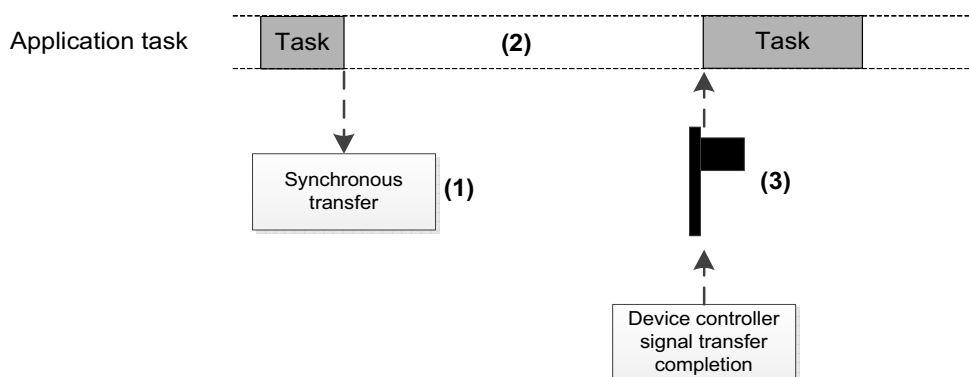 Application task
Task
(2)
Task
Synchronous
transfer
(1)
(3)
Device controller
signal transfer
completion